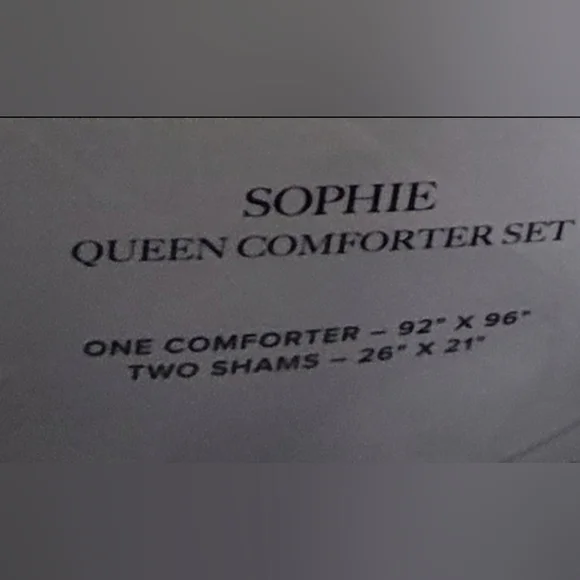 SOPHIE
QUEEN COMFORTER SET
ONE COMFORTER – 92" X 96"
TWO SHAMS – 26" X 21"